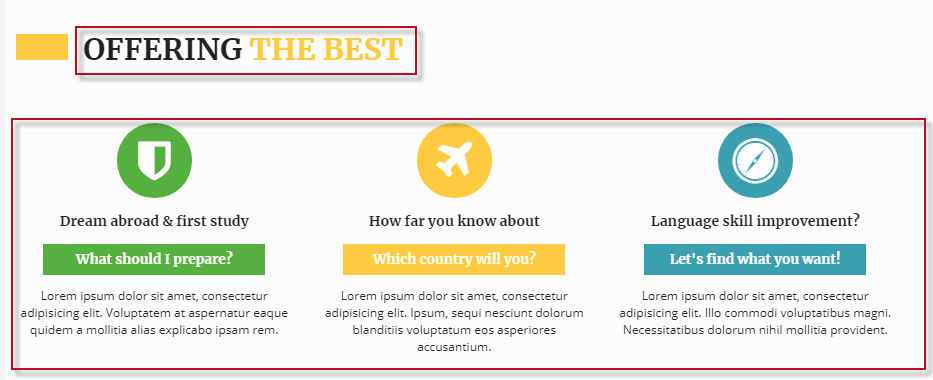 OFFERING THE BEST
Dream abroad & first study
What should I prepare?
Lorem ipsum dolor sit amet, consectetur
adipisicing elit. Voluptatem at aspernatur eaque
quidem a mollitia alias explicabo ipsam rem.
How far you know about
Which country will you?
Lorem ipsum dolor sit amet, consectetur
adipisicing elit. Ipsum, sequi nesciunt dolorum
blanditiis voluptatum eos asperiores
accusantium.
Language skill improvement?
Let's find what you want!
Lorem ipsum dolor sit amet, consectetur
adipisicing elit. Illo commodi voluptatibus magni.
Necessitatibus dolorum nihil mollitia provident.